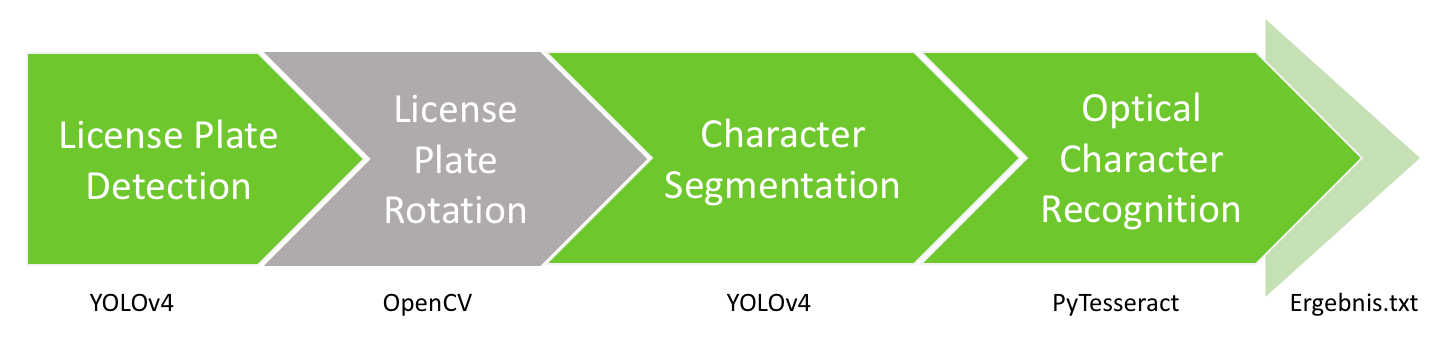 License Plate
Detection
License
Plate
Rotation
Character
Segmentation
Optical
Character
Recognition
YOLOv4
OpenCV
YOLOv4
PyTesseract
Ergebnis.txt